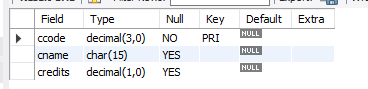 Field Type Null Key Default Extra
ccode decimal(3,0) NO PRI NULL
cname char(15) YES NULL
credits decimal(1,0) YES NULL